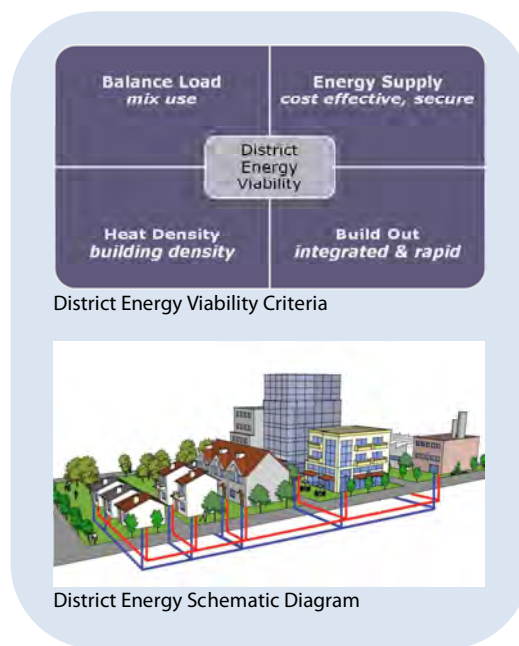 Balance Load
mix use
Energy Supply
cost effective, secure
District
Energy
Viability
Heat Density
building density
Build Out
integrated & rapid
District Energy Viability Criteria
District Energy Schematic Diagram